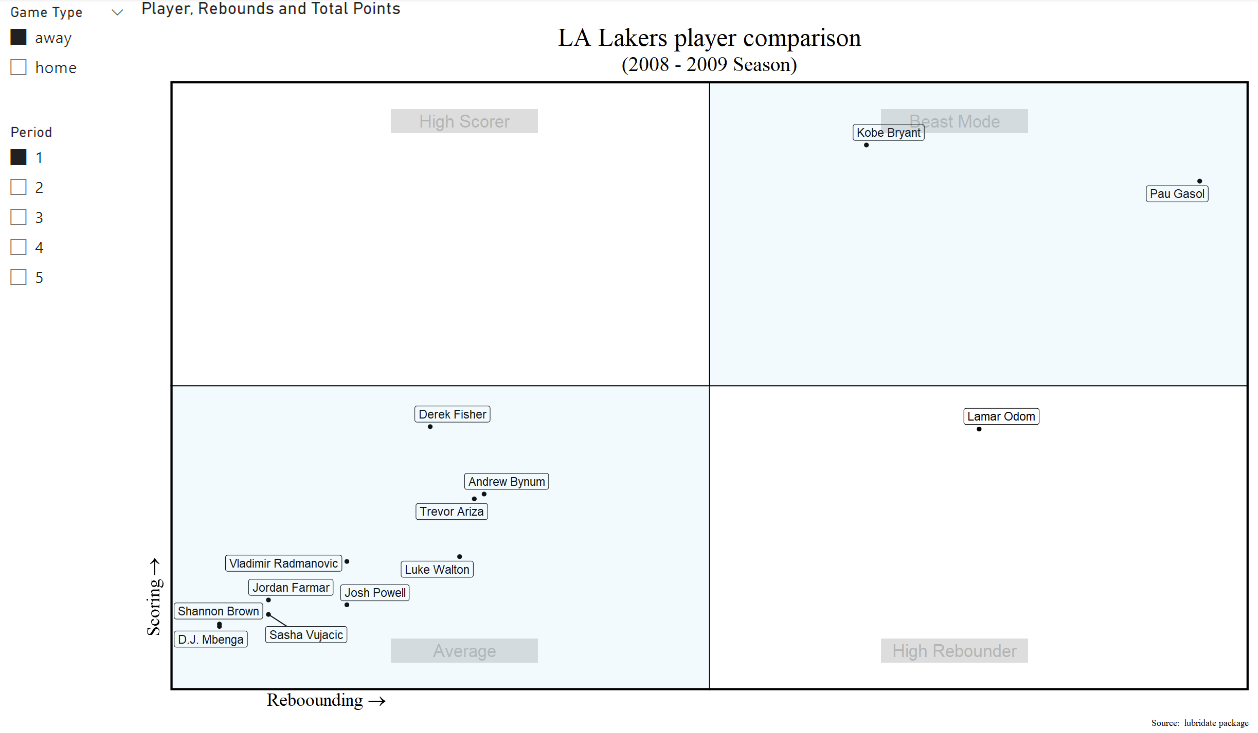 Game Type
away
home
Period
1
2
3
4
5
Player, Rebounds and Total Points
LA Lakers player comparison
(2008 - 2009 Season)
High Scorer
Beast Mode
Kobe Bryant
Pau Gasol
Derek Fisher
Lamar Odom
Andrew Bynum
Trevor Ariza
Vladimir Radmanovic
Luke Walton
Jordan Farmar
Josh Powell
Shannon Brown
Sasha Vujacic
D.J. Mbenga
Average
High Rebounder
Scoring →
Reboounding →
Source: lubridate package